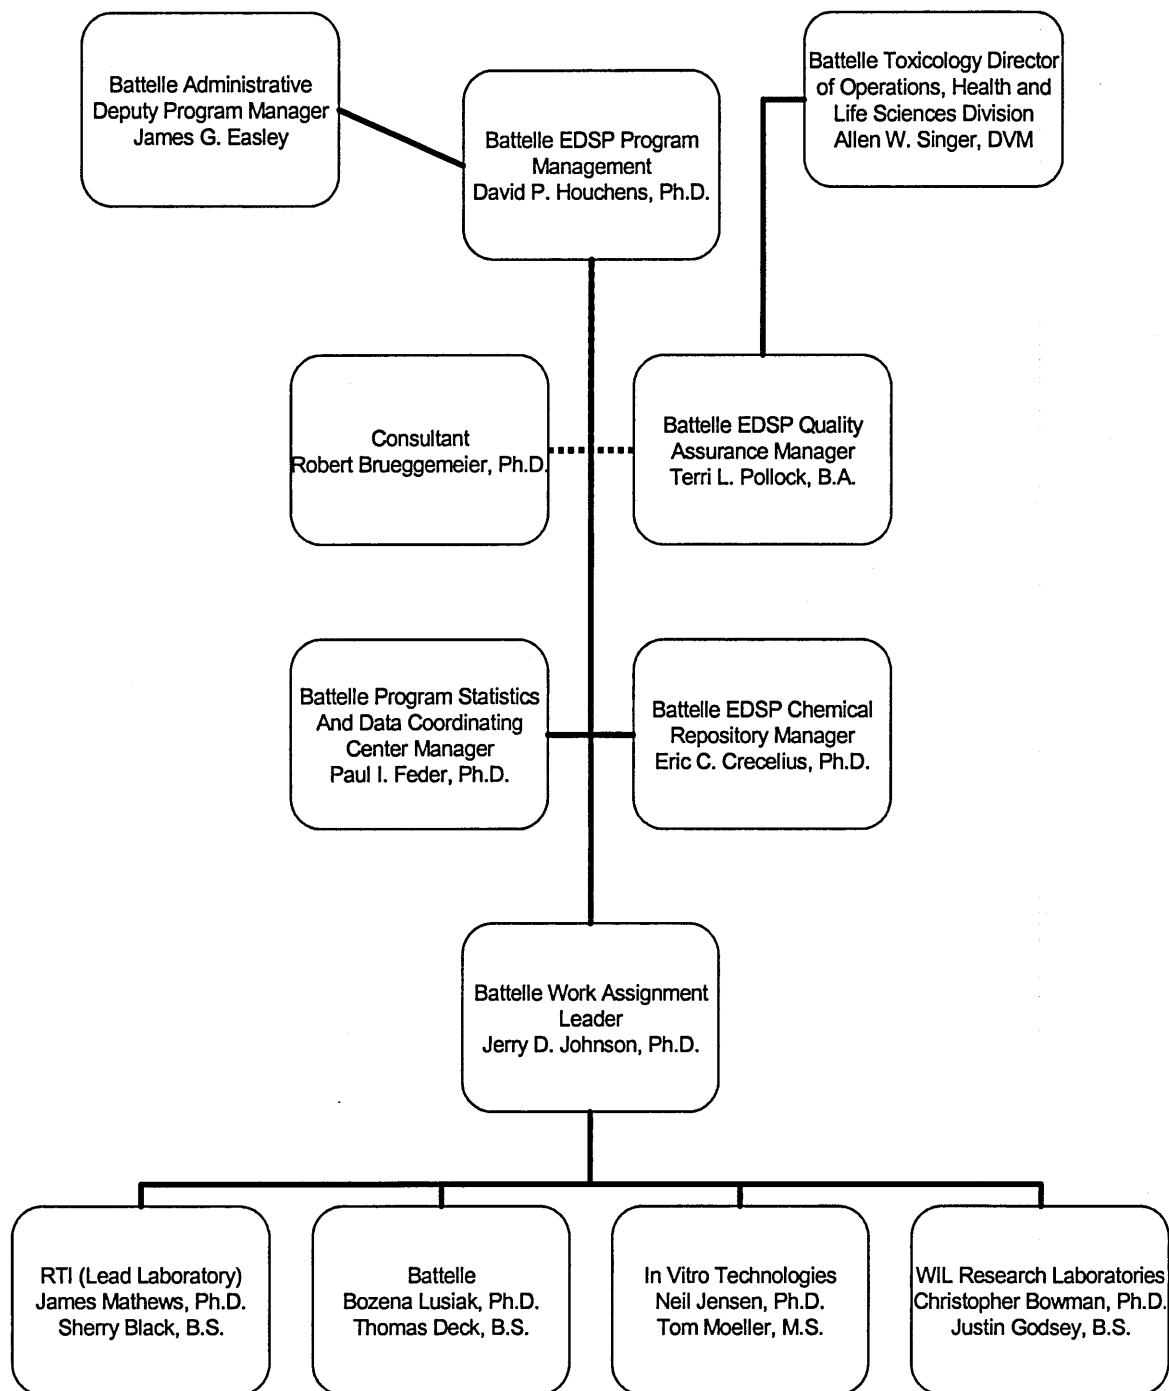 Battelle Administrative
Deputy Program Manager
James G. Easley
Battelle EDSP Program
Management
David P. Houchens, Ph.D.
Battelle Toxicology Director
of Operations, Health and
Life Sciences Division
Allen W. Singer, DVM
Consultant
Robert Brueggemeier, Ph.D.
Battelle EDSP Quality
Assurance Manager
Terri L. Pollock, B.A.
Battelle Program Statistics
And Data Coordinating
Center Manager
Paul I. Feder, Ph.D.
Battelle EDSP Chemical
Repository Manager
Eric C. Crecelius, Ph.D.
Battelle Work Assignment
Leader
Jerry D. Johnson, Ph.D.
RTI (Lead Laboratory)
James Mathews, Ph.D.
Sherry Black, B.S.
Battelle
Bozena Lusiak, Ph.D.
Thomas Deck, B.S.
In Vitro Technologies
Neil Jensen, Ph.D.
Tom Moeller, M.S.
WIL Research Laboratories
Christopher Bowman, Ph.D.
Justin Godsey, B.S.